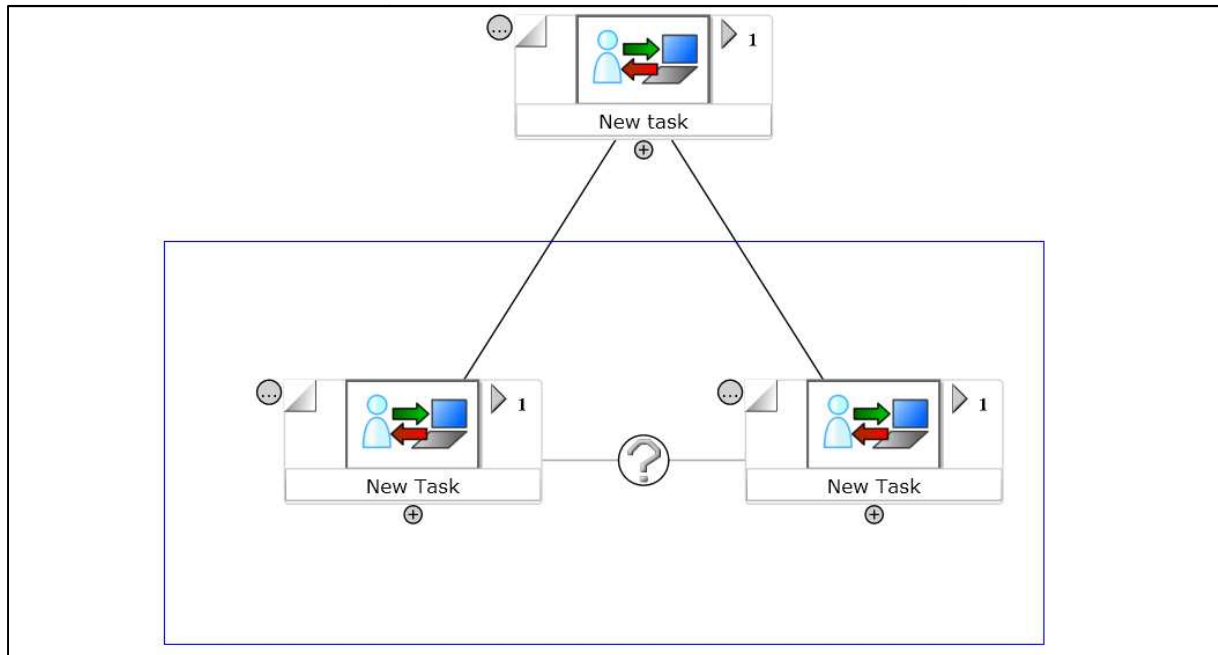 ... 1
New task
+
... 1 ... 1
?
New Task New Task
+ +